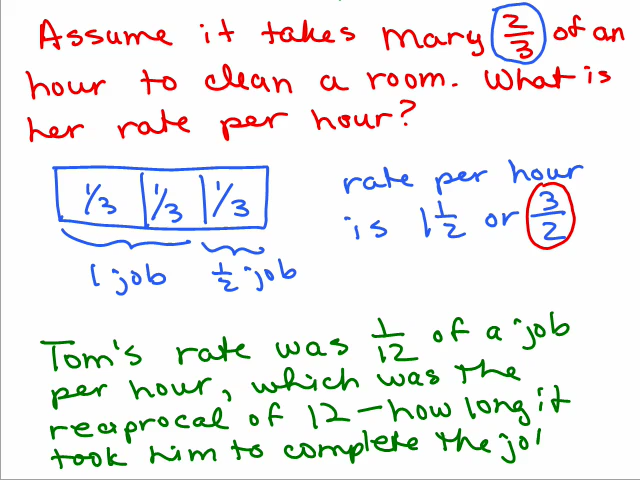 Assume it takes Mary 2/3 of an
hour to clean a room. What is
her rate per hour?
1/3 1/3 1/3
1 job 1/2 job
rate per hour
is 1 1/2 or 3/2
Tom's rate was 1/12 of a job
per hour, which was the
reciprocal of 12 – how long it
took him to complete the jo